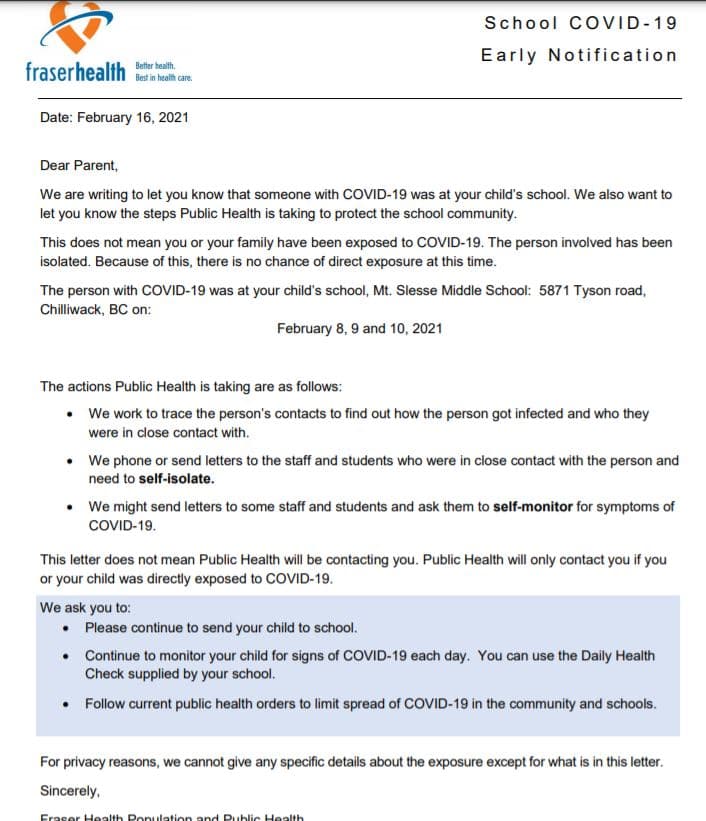 School COVID-19
Early Notification
fraserhealth
Better health.
Best in health care.
Date: February 16, 2021
Dear Parent,
We are writing to let you know that someone with COVID-19 was at your child's school. We also want to
let you know the steps Public Health is taking to protect the school community.
This does not mean you or your family have been exposed to COVID-19. The person involved has been
isolated. Because of this, there is no chance of direct exposure at this time.
The person with COVID-19 was at your child's school, Mt. Slesse Middle School: 5871 Tyson road,
Chilliwack, BC on:
February 8, 9 and 10, 2021
The actions Public Health is taking are as follows:
• We work to trace the person's contacts to find out how the person got infected and who they
were in close contact with.
• We phone or send letters to the staff and students who were in close contact with the person and
need to self-isolate.
• We might send letters to some staff and students and ask them to self-monitor for symptoms of
COVID-19.
This letter does not mean Public Health will be contacting you. Public Health will only contact you if you
or your child was directly exposed to COVID-19.
We ask you to:
• Please continue to send your child to school.
• Continue to monitor your child for signs of COVID-19 each day. You can use the Daily Health
Check supplied by your school.
• Follow current public health orders to limit spread of COVID-19 in the community and schools.
For privacy reasons, we cannot give any specific details about the exposure except for what is in this letter.
Sincerely,
Fraser Health Population and Public Health